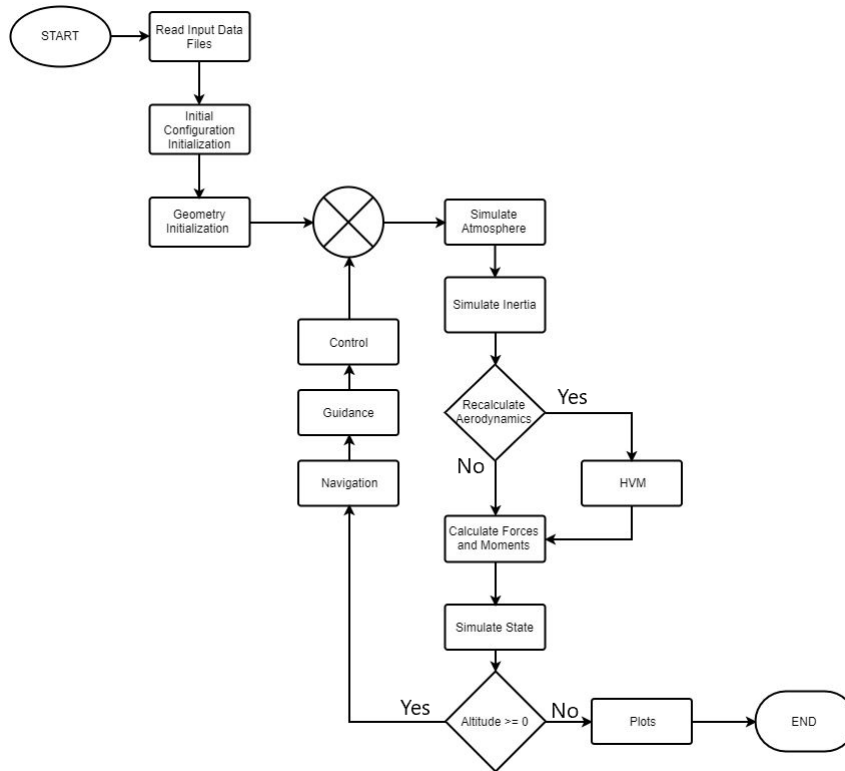 START
Read Input Data
Files
Initial
Configuration
Initialization
Geometry
Initialization
Simulate
Atmosphere
Simulate Inertia
Recalculate
Aerodynamics
Yes
No
HVM
Calculate Forces
and Moments
Simulate State
Altitude >= 0
Yes
No
Navigation
Guidance
Control
Plots
END